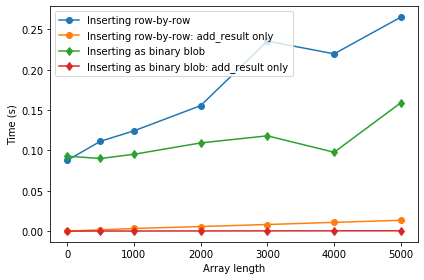 Inserting row-by-row
Inserting row-by-row: add_result only
Inserting as binary blob
Inserting as binary blob: add_result only
Time (s)
0.25
0.20
0.15
0.10
0.05
0.00
0 1000 2000 3000 4000 5000
Array length